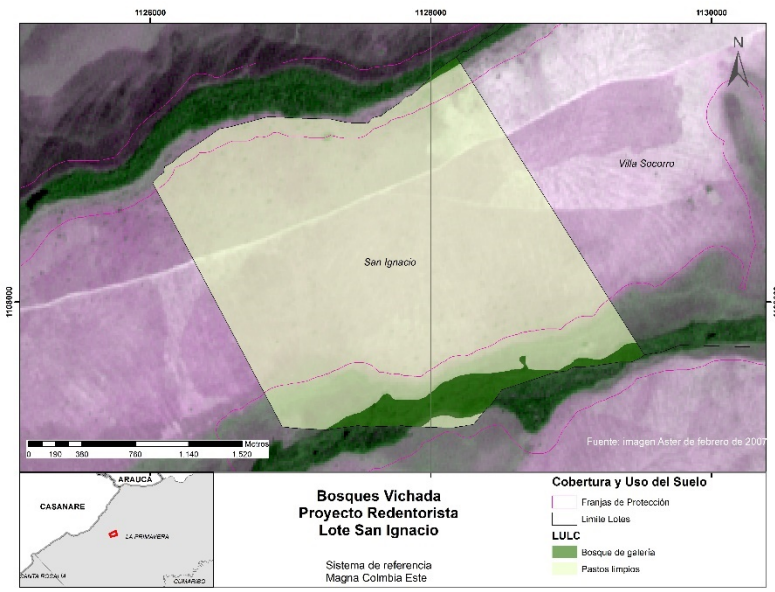 1126000
1128000
1130000
N
Villa Socorro
San Ignacio
Fuente: imagen Aster de febrero de 2007
Metros
0 190 380 760 1.140 1.520
ARAUCA
CASANARE
LA PRIMAVERA
SANTA ROSALIA
CUMARIBO
Bosques Vichada
Proyecto Redentorista
Lote San Ignacio
Sistema de referencia
Magna Colmbia Este
Cobertura y Uso del Suelo
Franjas de Protección
Limite Lotes
LULC
Bosque de galería
Pastos limpios